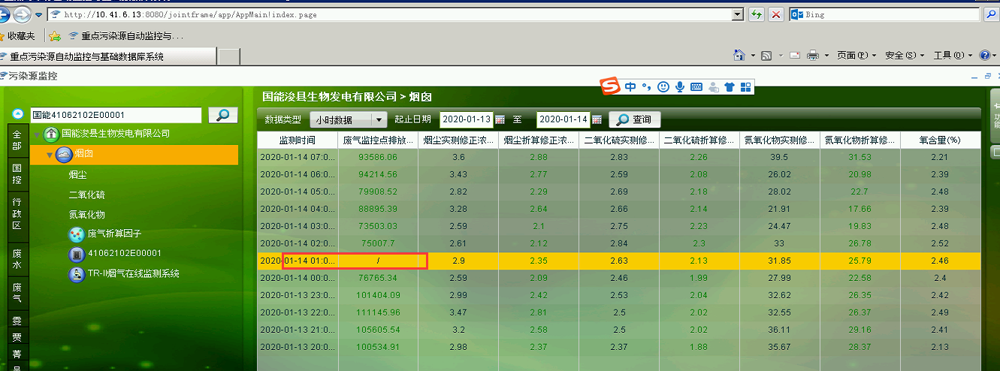 http://10.41.6.13:8080/jointframe/app/AppMain!index.page
Bing
收藏夹 重点污染源自动监控与...
重点污染源自动监控与基础数据库系统
页面(P) 安全(S) 工具(O)
污染源监控
中
国能浚县生物发电有限公司 > 烟囱
国能41062102E00001
数据类型 小时数据 起止日期 2020-01-13 至 2020-01-14 查询
全部
国控
行政区
废水
废气
雯
贾
菁
国能浚县生物发电有限公司
烟囱
烟尘
二氧化硫
氮氧化物
废气折算因子
41062102E00001
TR-II烟气在线监测系统
监测时间 废气监控点排放... 烟尘实测修正浓... 烟尘折算修正浓... 二氧化硫实测修... 二氧化硫折算修... 氮氧化物实测修... 氮氧化物折算修... 氧含量(%)
2020-01-14 07:0... 93586.06 3.6 2.88 2.83 2.26 39.5 31.53 2.21
2020-01-14 06:0... 94214.56 3.43 2.77 2.59 2.08 26.02 20.98 2.39
2020-01-14 05:0... 79908.52 2.82 2.29 2.69 2.18 28.02 22.7 2.48
2020-01-14 04:0... 88895.39 3.28 2.64 2.66 2.14 21.91 17.66 2.39
2020-01-14 03:0... 73503.03 2.59 2.1 2.75 2.23 24.47 19.83 2.48
2020-01-14 02:0... 75007.7 2.61 2.12 2.84 2.3 33 26.78 2.52
2020-01-14 01:0... / 2.9 2.35 2.63 2.13 31.85 25.79 2.46
2020-01-14 00:0... 76765.34 2.59 2.09 2.46 1.99 27.99 22.58 2.4
2020-01-13 23:0... 101404.09 2.99 2.42 2.53 2.04 32.62 26.35 2.42
2020-01-13 22:0... 111145.96 3.47 2.81 2.5 2.02 32.55 26.37 2.49
2020-01-13 21:0... 105605.54 3.2 2.58 2.5 2.02 36.11 29.16 2.41
2020-01-13 20:0... 100534.91 2.98 2.37 2.37 1.88 35.67 28.37 2.13
功能